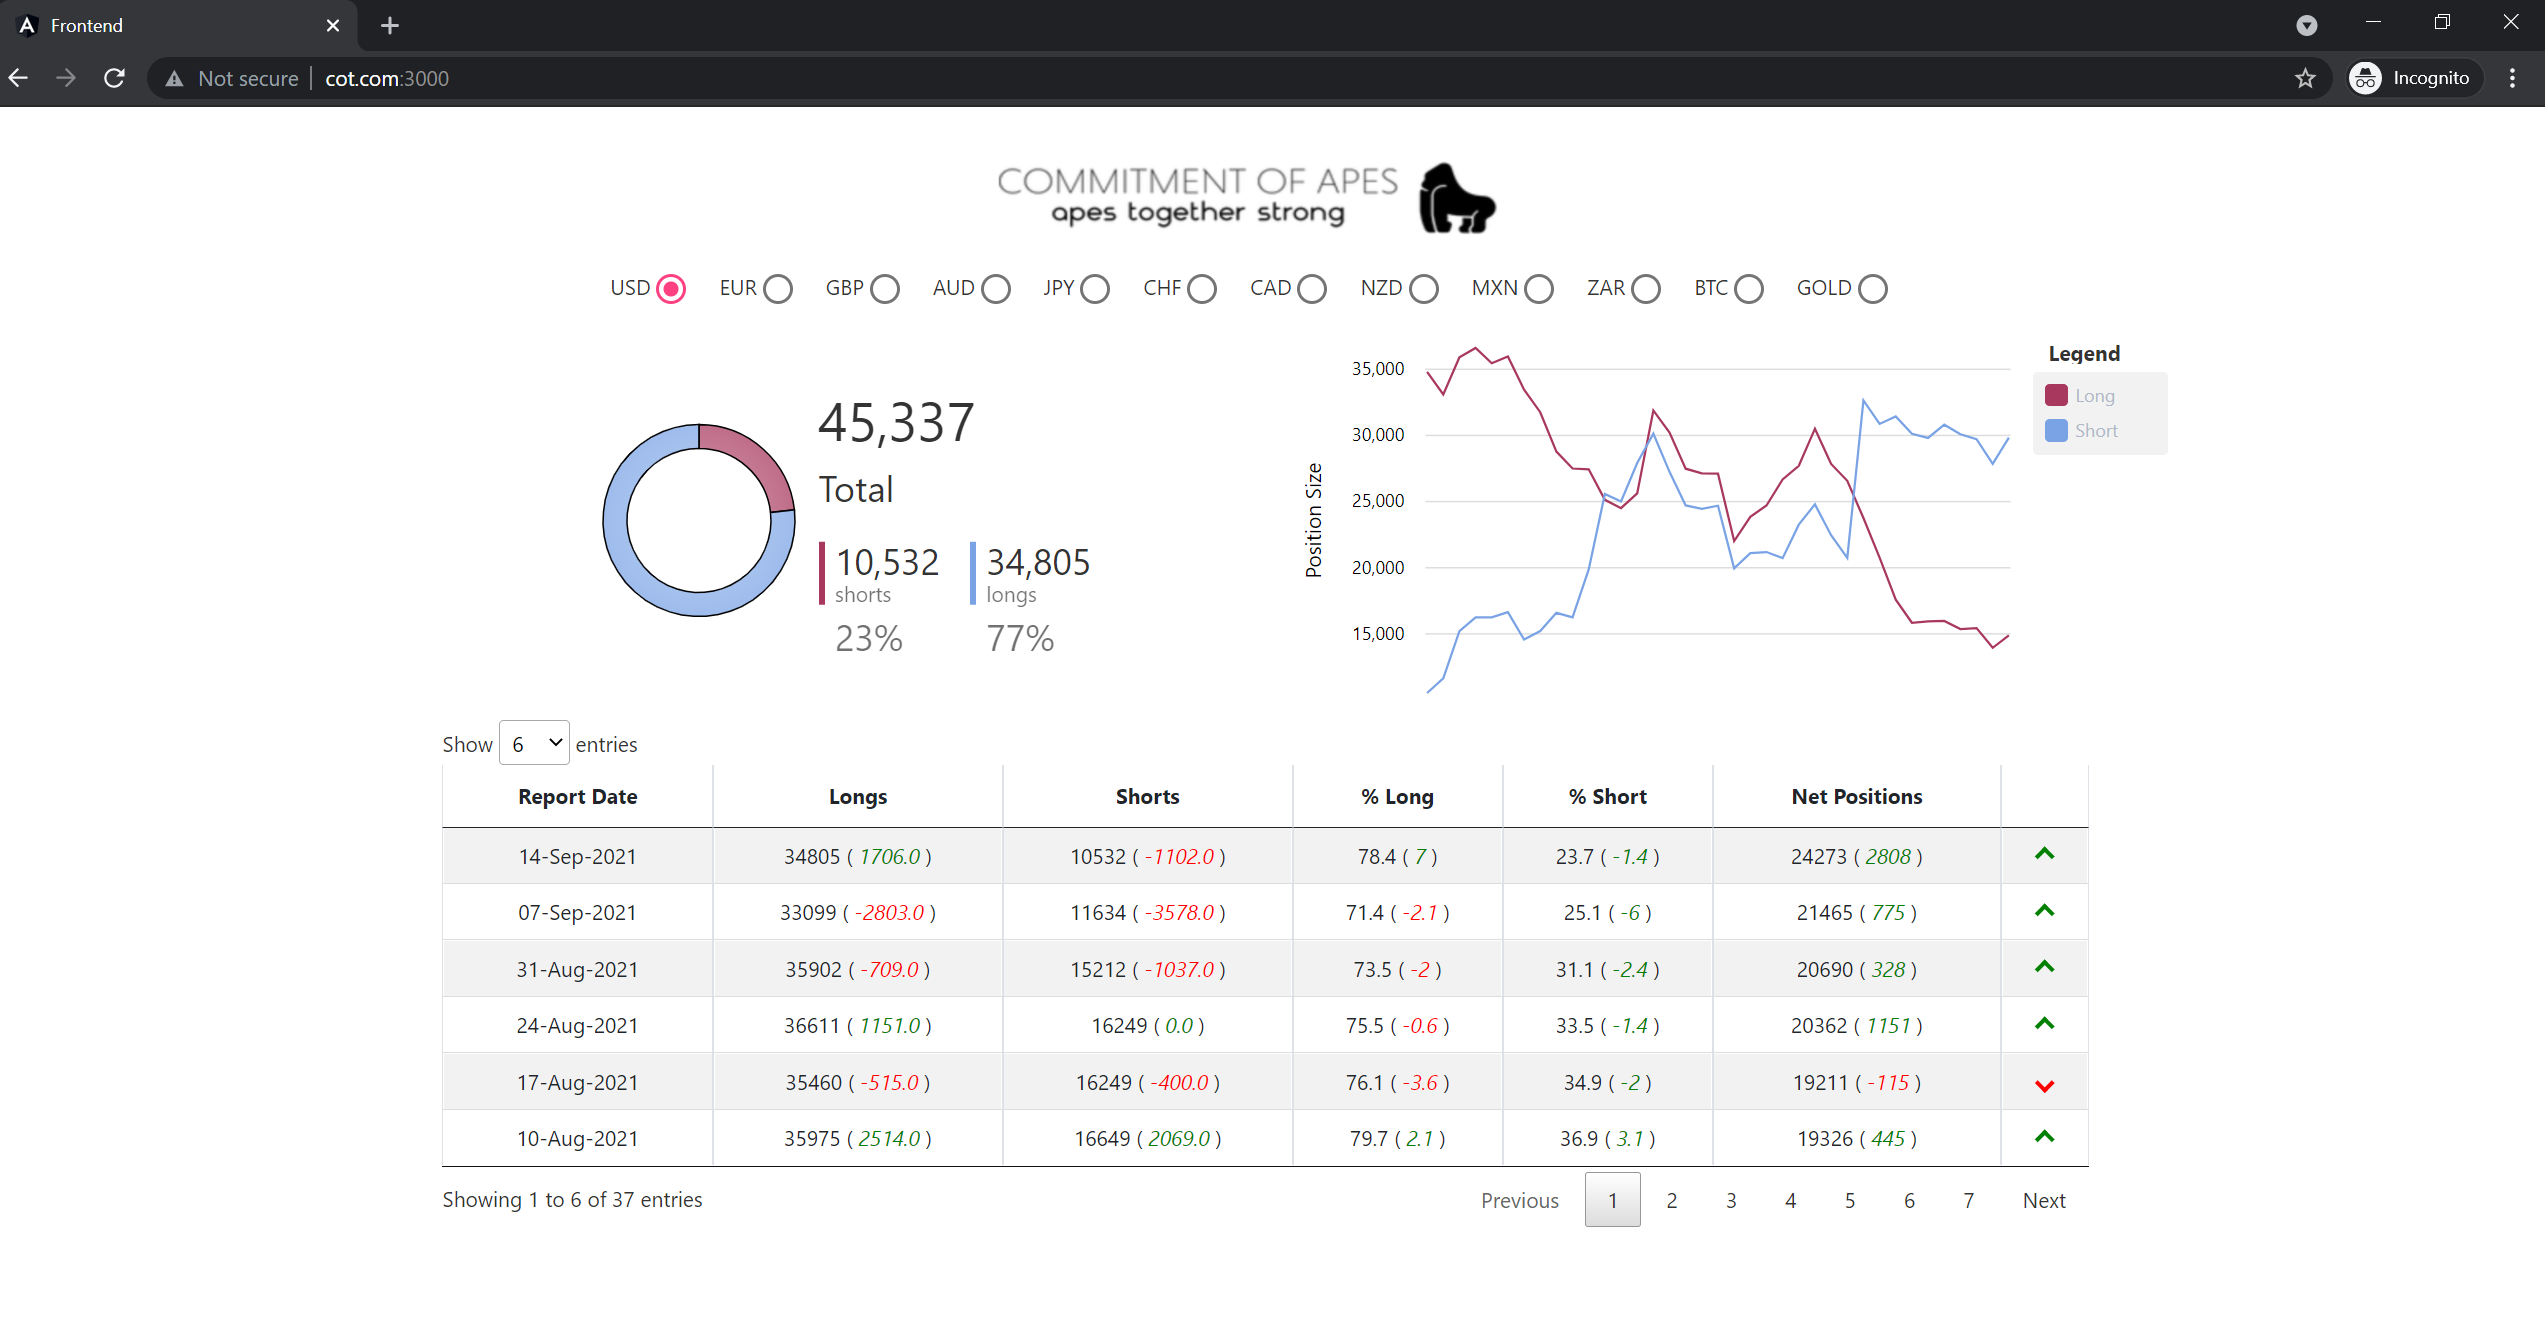 Frontend
Not secure | cot.com:3000
Incognito
COMMITMENT OF APES
apes together strong
USD EUR GBP AUD JPY CHF CAD NZD MXN ZAR BTC GOLD
45,337
Total
10,532 34,805
shorts longs
23% 77%
Position Size
35,000
30,000
25,000
20,000
15,000
Legend
Long
Short
Show 6 entries
Report Date Longs Shorts % Long % Short Net Positions
14-Sep-2021 34805 ( 1706.0 ) 10532 ( -1102.0 ) 78.4 ( 7 ) 23.7 ( -1.4 ) 24273 ( 2808 )
07-Sep-2021 33099 ( -2803.0 ) 11634 ( -3578.0 ) 71.4 ( -2.1 ) 25.1 ( -6 ) 21465 ( 775 )
31-Aug-2021 35902 ( -709.0 ) 15212 ( -1037.0 ) 73.5 ( -2 ) 31.1 ( -2.4 ) 20690 ( 328 )
24-Aug-2021 36611 ( 1151.0 ) 16249 ( 0.0 ) 75.5 ( -0.6 ) 33.5 ( -1.4 ) 20362 ( 1151 )
17-Aug-2021 35460 ( -515.0 ) 16249 ( -400.0 ) 76.1 ( -3.6 ) 34.9 ( -2 ) 19211 ( -115 )
10-Aug-2021 35975 ( 2514.0 ) 16649 ( 2069.0 ) 79.7 ( 2.1 ) 36.9 ( 3.1 ) 19326 ( 445 )
Showing 1 to 6 of 37 entries
Previous 1 2 3 4 5 6 7 Next